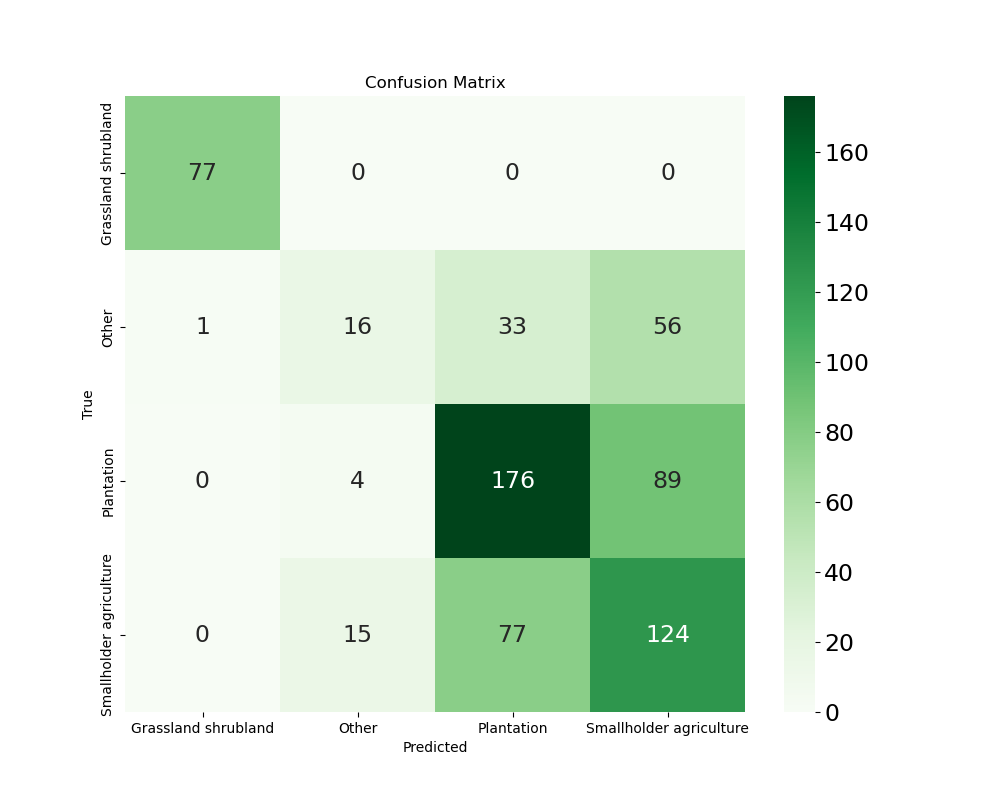 Confusion Matrix
Grassland shrubland
77 0 0 0
Other
1 16 33 56
Plantation
0 4 176 89
Smallholder agriculture
0 15 77 124
True
Grassland shrubland Other Plantation Smallholder agriculture
Predicted
160
140
120
100
80
60
40
20
0